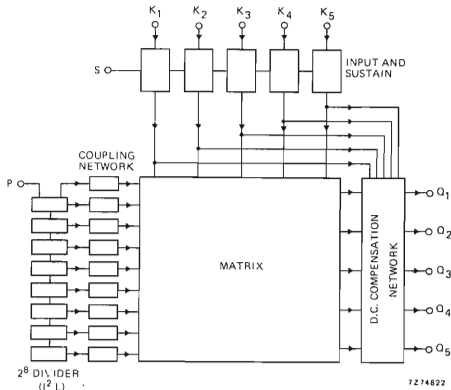 K1 K2 K3 K4 K5
S
INPUT AND
SUSTAIN
COUPLING
NETWORK
P
MATRIX
D.C. COMPENSATION
NETWORK
Q1
Q2
Q3
Q4
Q5
2⁸ DIVIDER
(I² L)
7Z74822